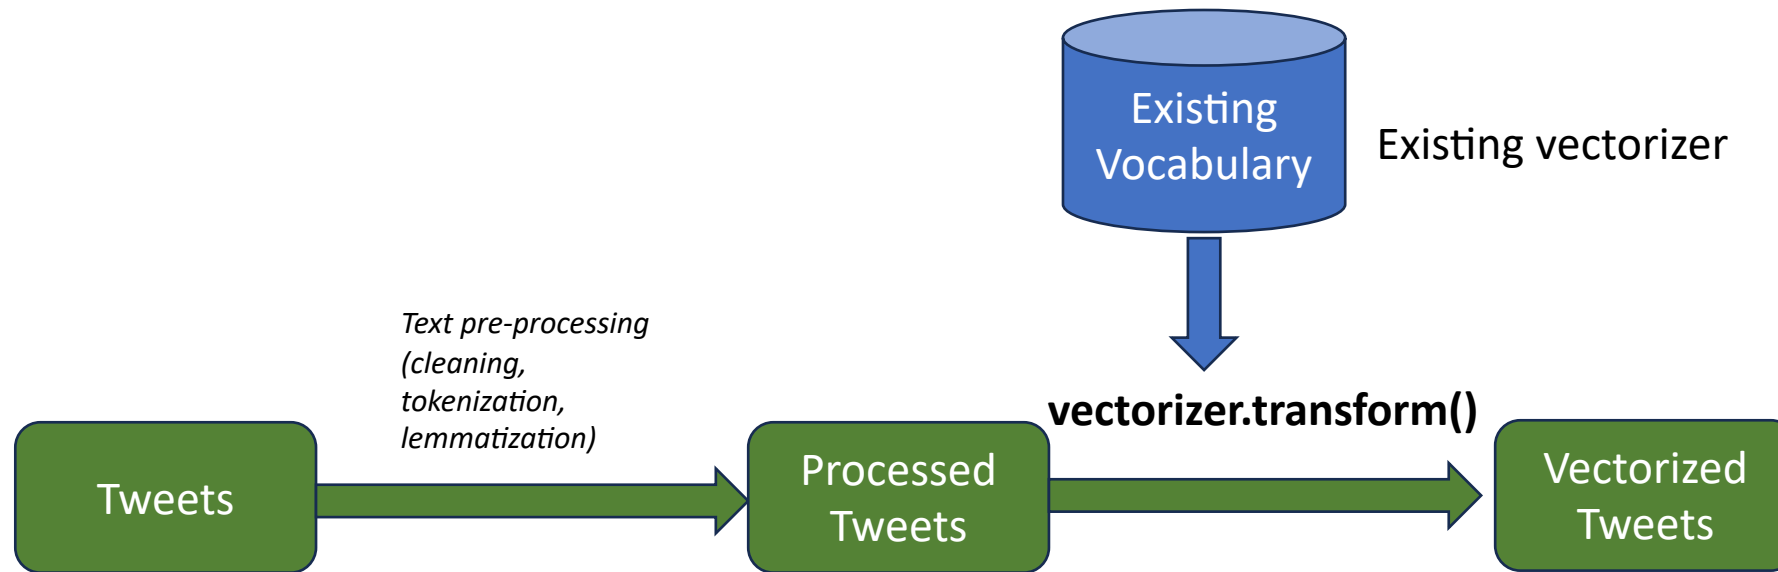 Existing
Vocabulary
Existing vectorizer
Text pre-processing
(cleaning,
tokenization,
lemmatization)
vectorizer.transform()
Tweets
Processed
Tweets
Vectorized
Tweets